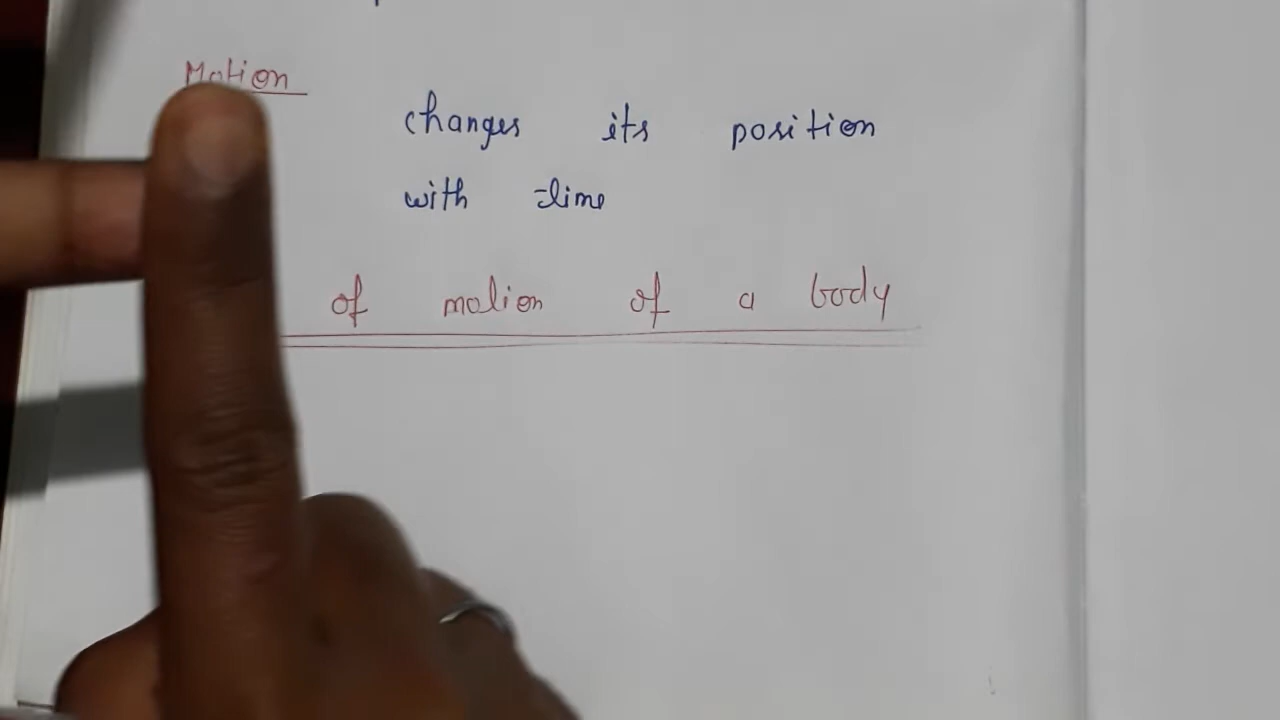 Motion
changes its position
with time
of motion of a body